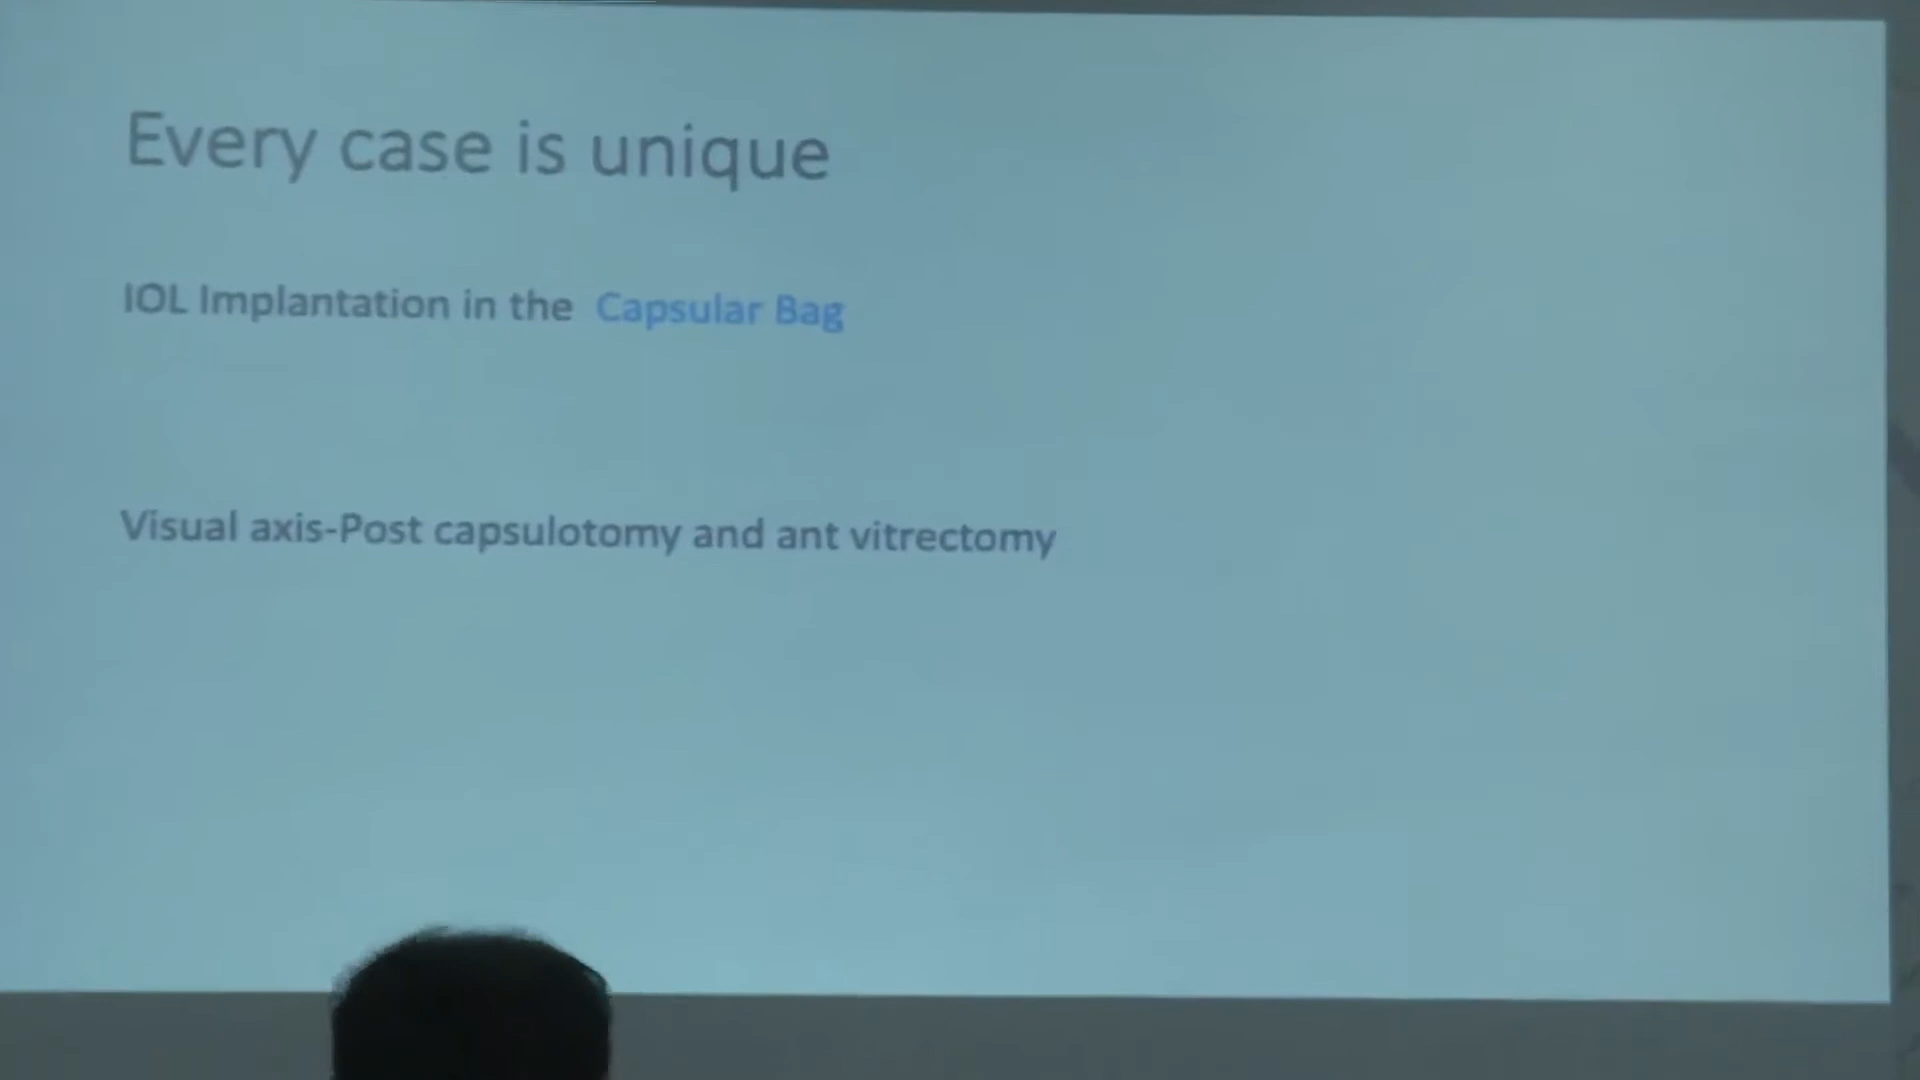 Every case is unique
IOL Implantation in the Capsular Bag
Visual axis-Post capsulotomy and ant vitrectomy